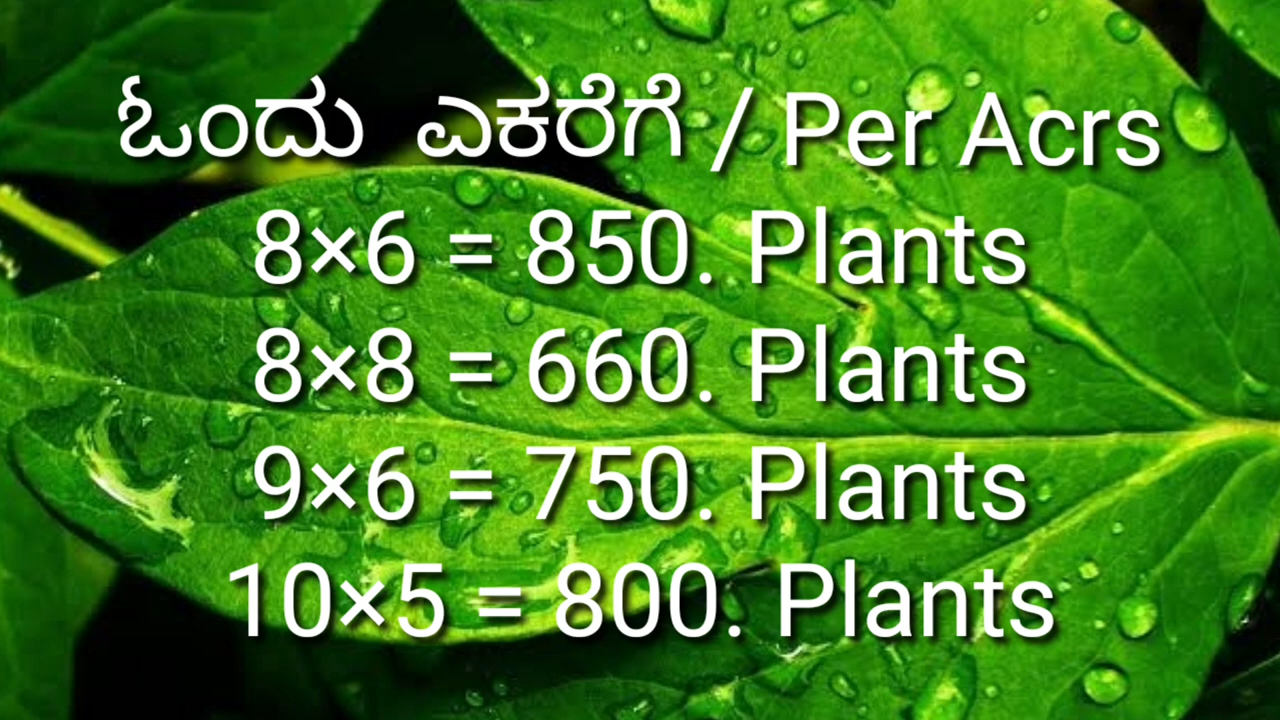 ಓಂದು ಎಕರೆಗೆ / Per Acrs
8×6 = 850. Plants
8×8 = 660. Plants
9×6 = 750. Plants
10×5 = 800. Plants